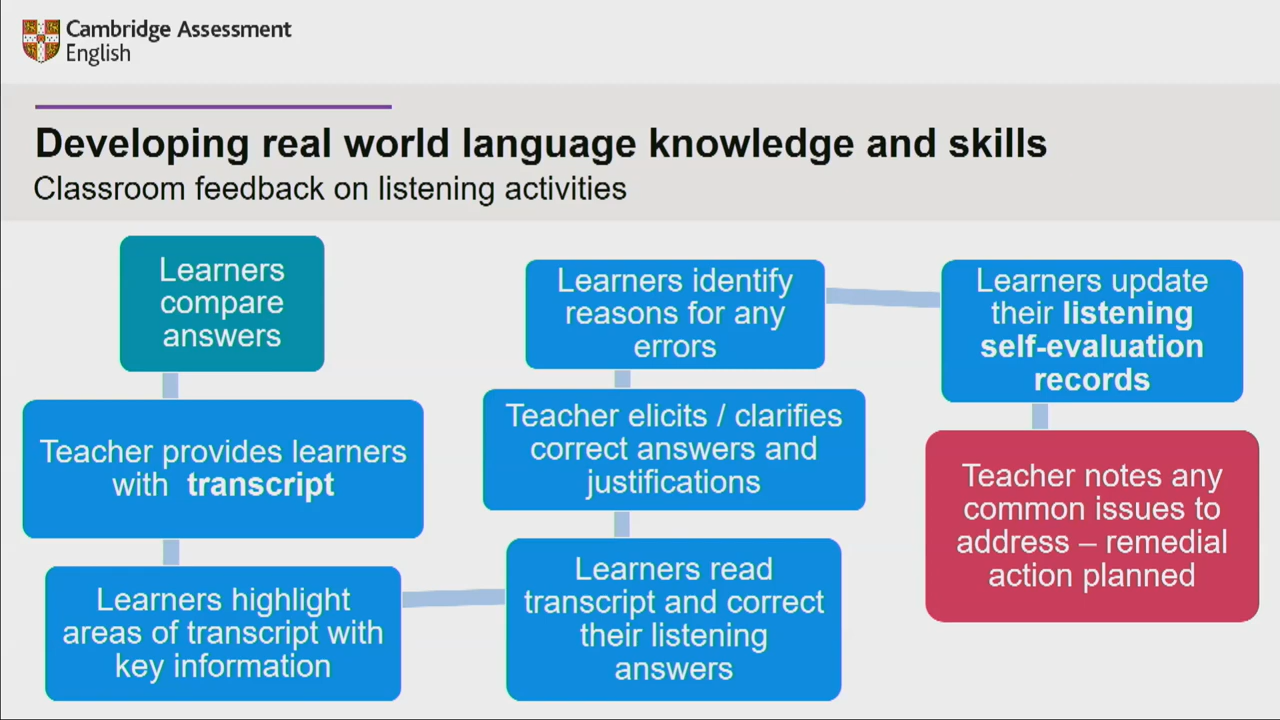 Cambridge Assessment
English
Developing real world language knowledge and skills
Classroom feedback on listening activities
Learners
compare
answers
Teacher provides learners
with transcript
Learners highlight
areas of transcript with
key information
Learners read
transcript and correct
their listening
answers
Teacher elicits / clarifies
correct answers and
justifications
Learners identify
reasons for any
errors
Learners update
their listening
self-evaluation
records
Teacher notes any
common issues to
address – remedial
action planned